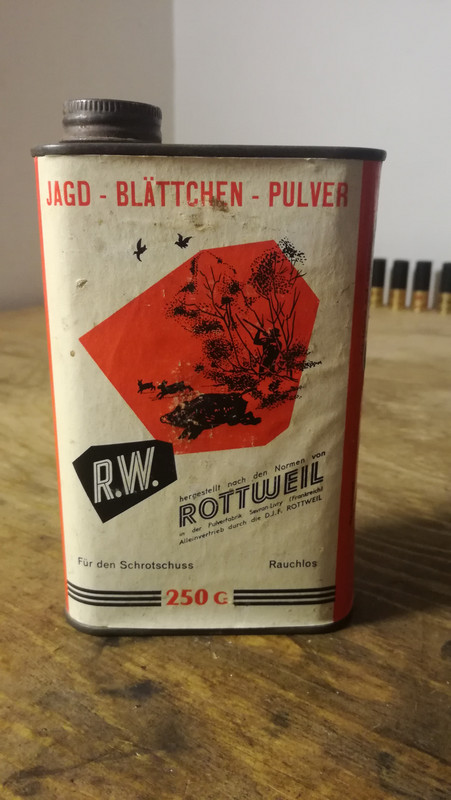 JAGD - BLÄTTCHEN - PULVER
R.W.
hergestellt nach den Normen von
ROTTWEIL
in der Pulverfabrik Sevran-Livry (Frankreich)
Alleinvertrieb durch die D.J.F. ROTTWEIL
Für den Schrotschuss Rauchlos
250 G